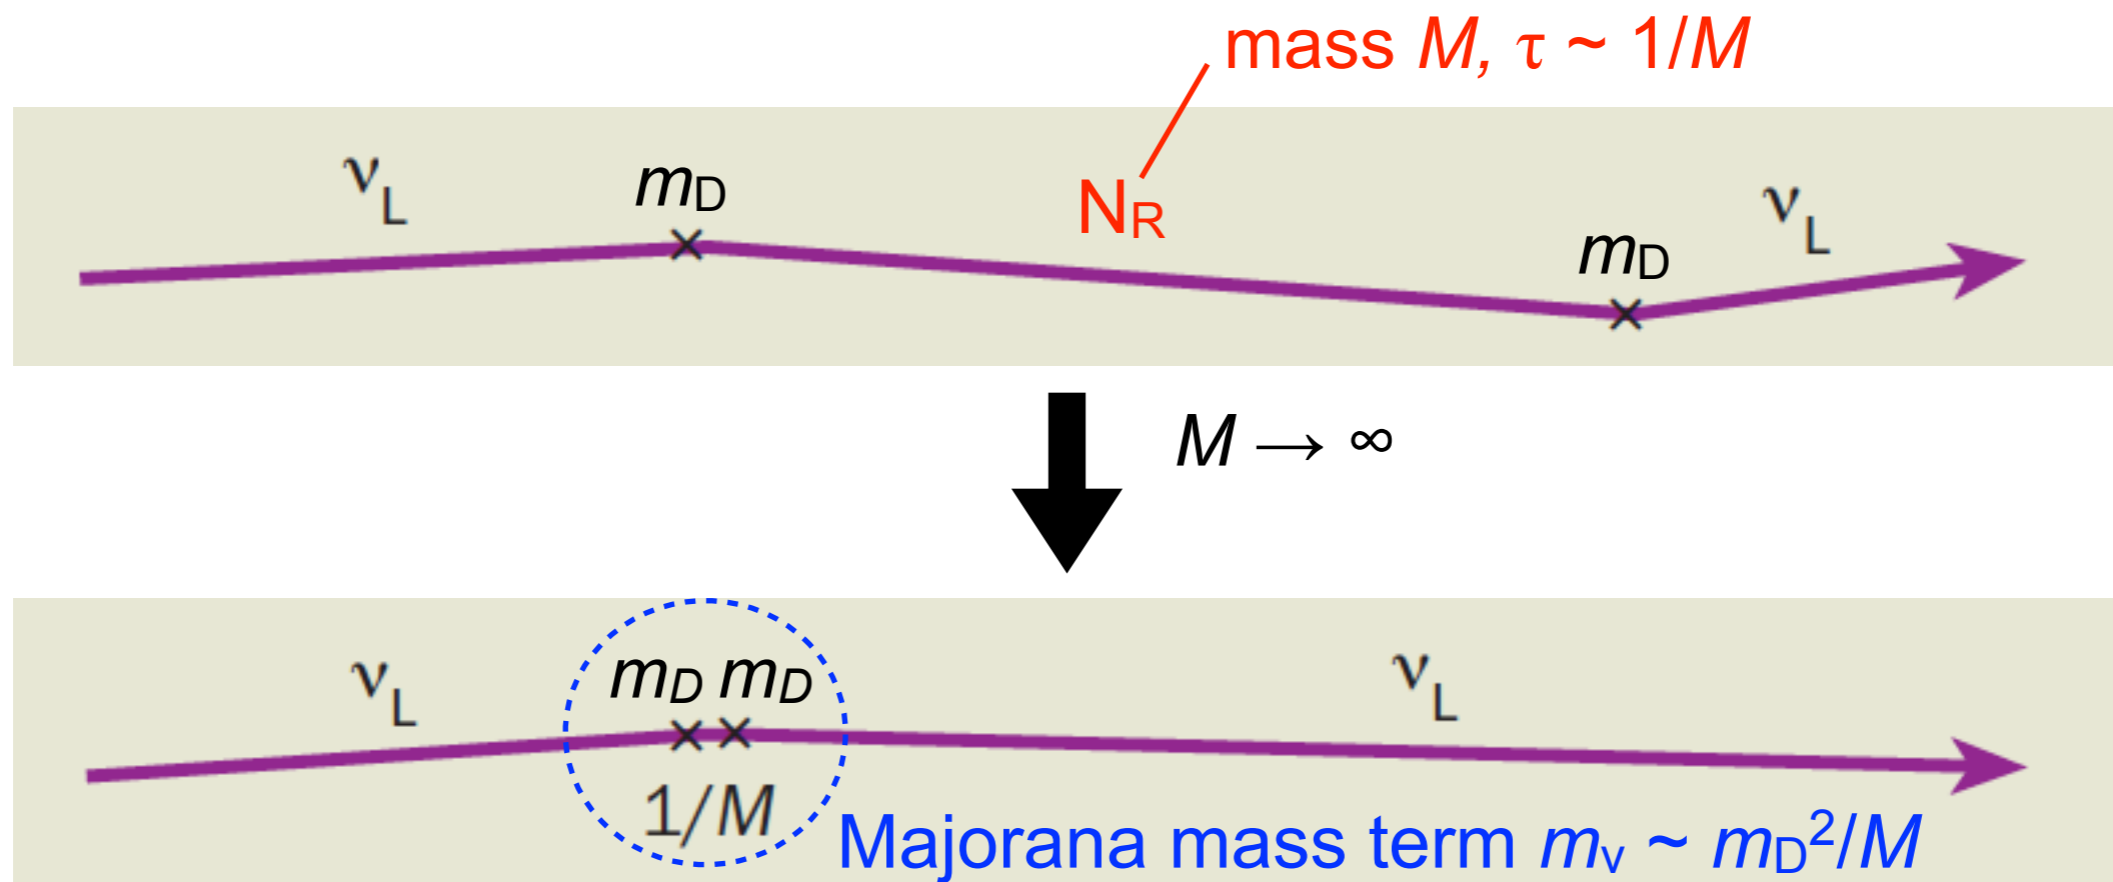 mass M, τ ~ 1/M
νL mD NR mD νL
M → ∞
νL mD mD νL
1/M
Majorana mass term mν ~ mD²/M